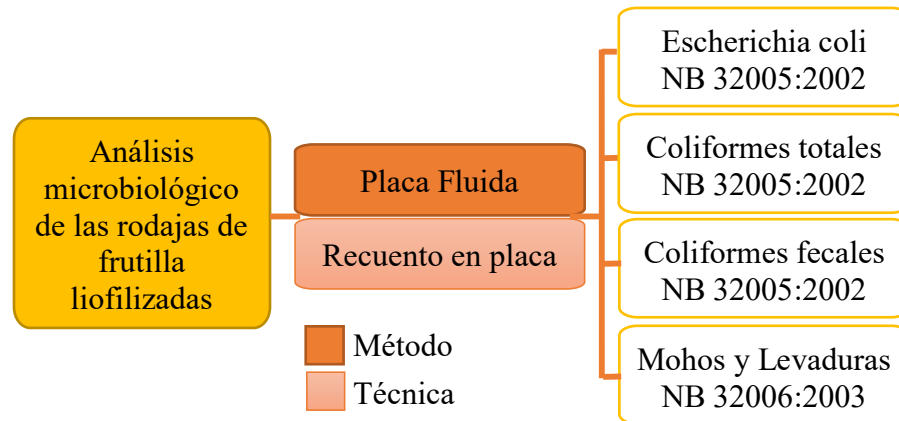 Análisis
microbiológico
de las rodajas de
frutilla
liofilizadas
Placa Fluida
Recuento en placa
Método
Técnica
Escherichia coli
NB 32005:2002
Coliformes totales
NB 32005:2002
Coliformes fecales
NB 32005:2002
Mohos y Levaduras
NB 32006:2003